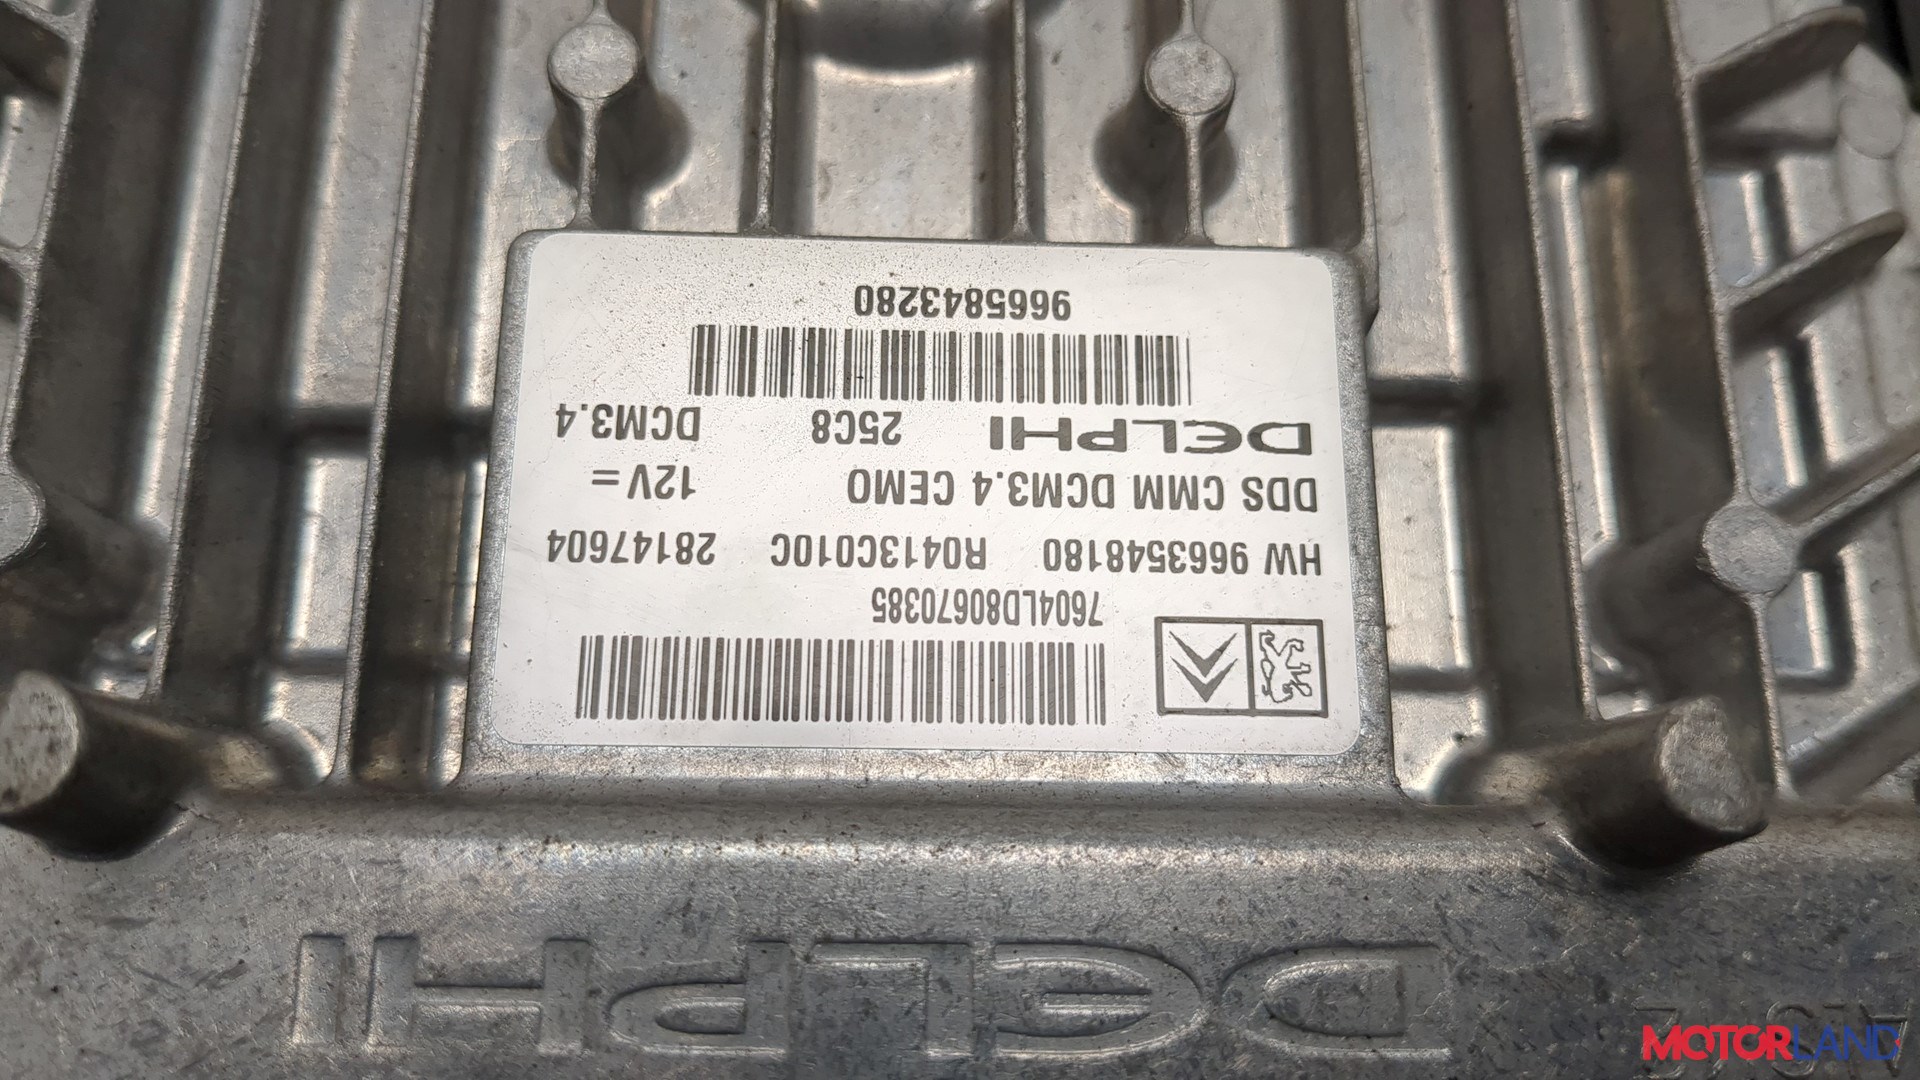 7604LD80670385
HW 9663548180 R0413C010C 28147604
DDS CMM DCM3.4 CEMO 12V =
DELPHI 25C8 DCM3.4
9665843280
DELPHI
MOTORLAND